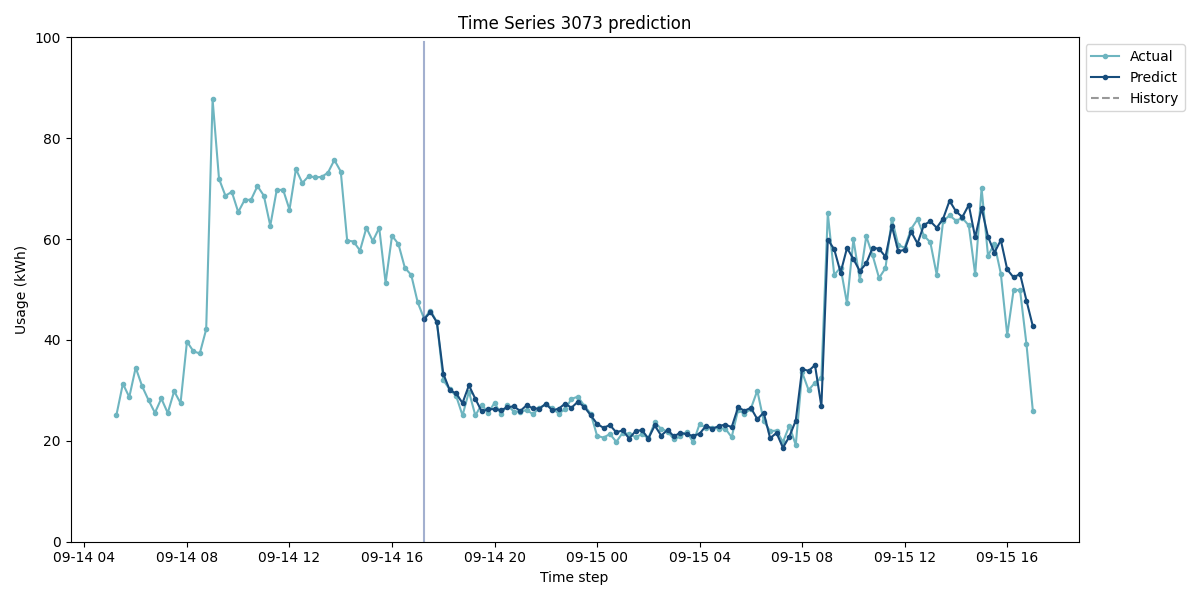 Time Series 3073 prediction
100
80
60
40
20
0
Usage (kWh)
09-14 04
09-14 08
09-14 12
09-14 16
09-14 20
09-15 00
09-15 04
09-15 08
09-15 12
09-15 16
Time step
Actual
Predict
History